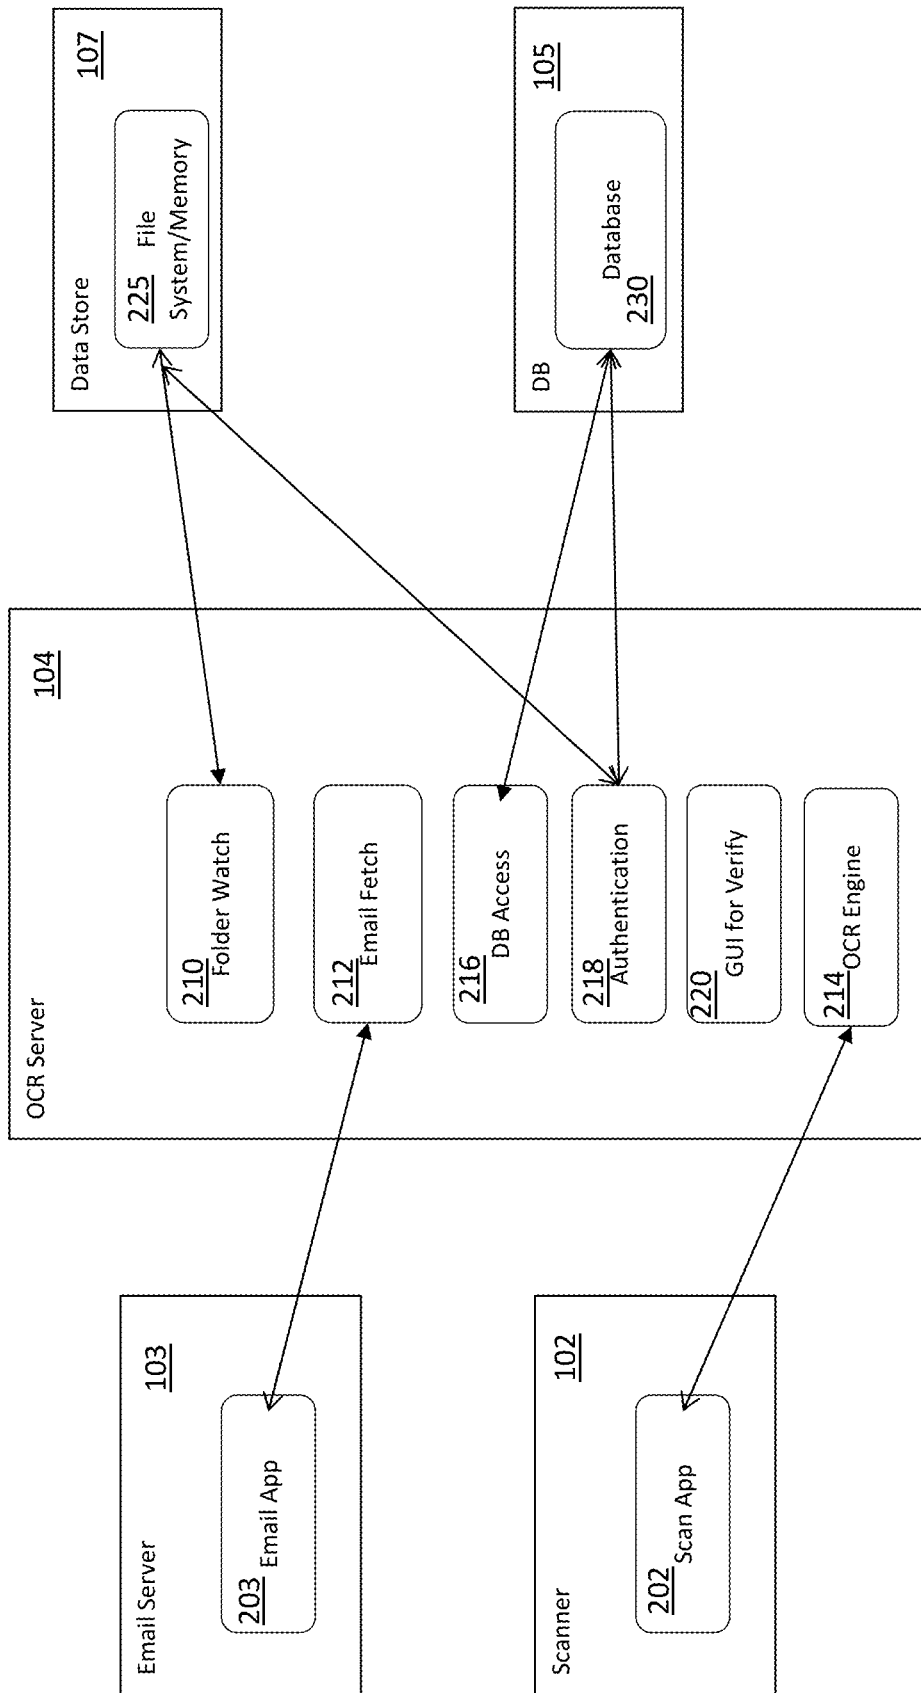 Email Server
103
203
Email App
Scanner
102
202
Scan App
OCR Server
104
210
Folder Watch
212
Email Fetch
216
DB Access
218
Authentication
220
GUI for Verify
214
OCR Engine
Data Store
107
225 File
System/Memory
DB
105
Database
230